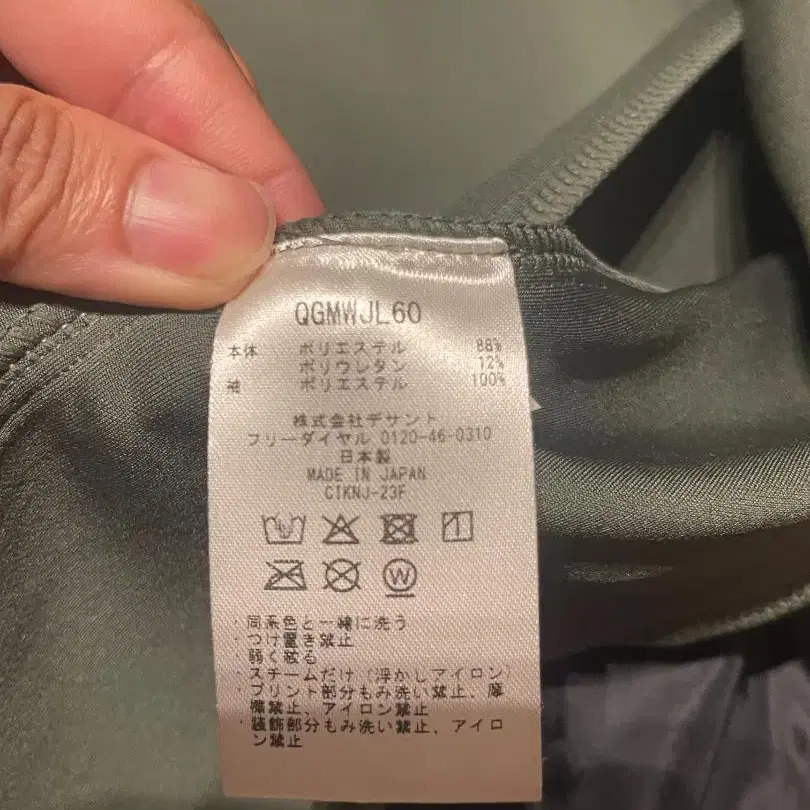 QGMWJL60
本体 ポリエステル 88%
ポリウレタン 12%
袖 ポリエステル 100%
株式会社デサント
フリーダイヤル 0120-46-0310
日本製
MADE IN JAPAN
CIKNJ-23F
W
・同系色と一緒に洗う
・つけ置き禁止
・弱く絞る
・スチームだけ(浮かしアイロン)
・プリント部分もみ洗い禁止、摩
擦禁止、アイロン禁止
・装飾部分もみ洗い禁止、アイロ
ン禁止